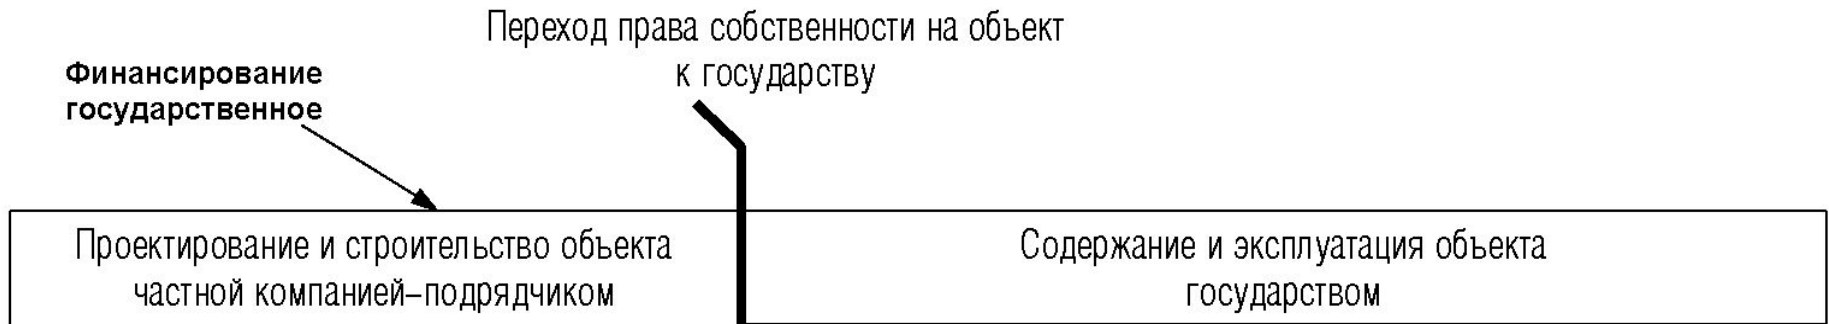 Переход права собственности на объект
к государству
Финансирование
государственное
Проектирование и строительство объекта
частной компанией–подрядчиком
Содержание и эксплуатация объекта
государством